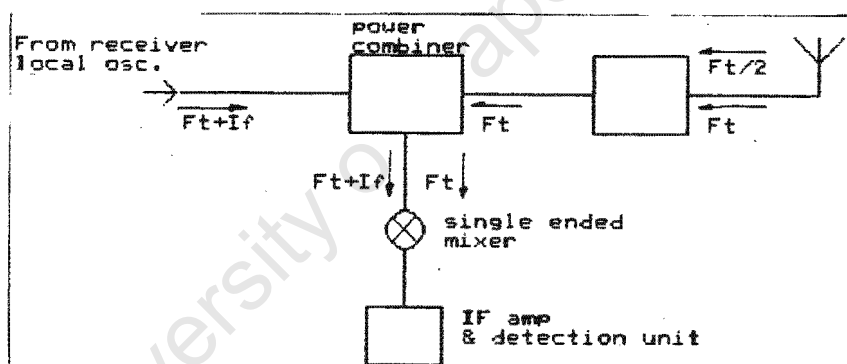 From receiver
local osc.
power
combiner
Ft+If
Ft
Ft/2
Ft
Ft+If
Ft
single ended
mixer
IF amp
& detection unit